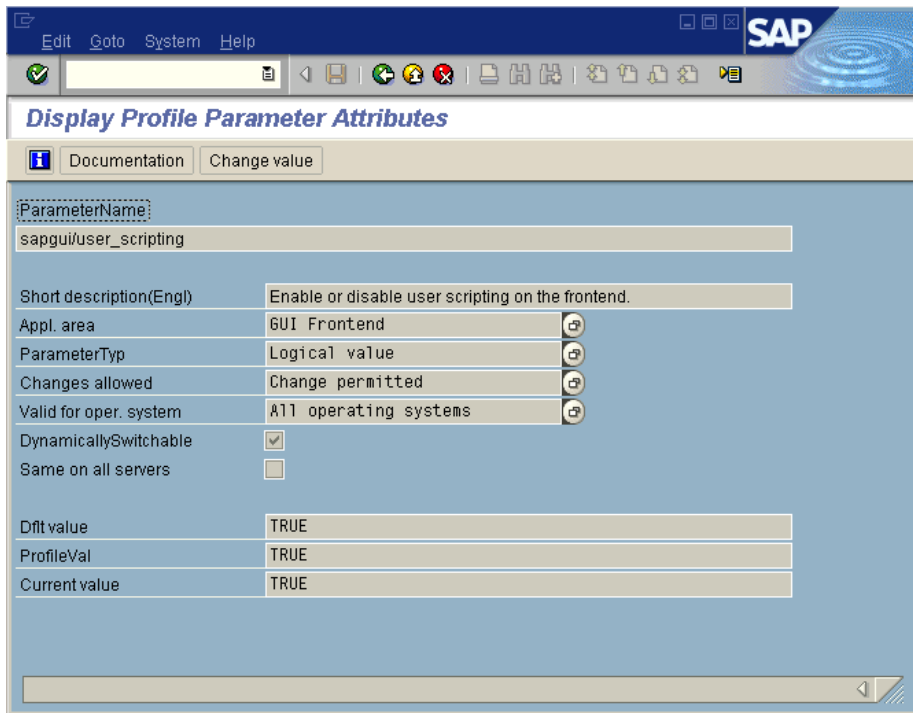 Edit Goto System Help
SAP
Display Profile Parameter Attributes
Documentation Change value
ParameterName
sapgui/user_scripting
Short description(Engl) Enable or disable user scripting on the frontend.
Appl. area GUI Frontend
ParameterTyp Logical value
Changes allowed Change permitted
Valid for oper. system All operating systems
DynamicallySwitchable
Same on all servers
Dflt value TRUE
ProfileVal TRUE
Current value TRUE